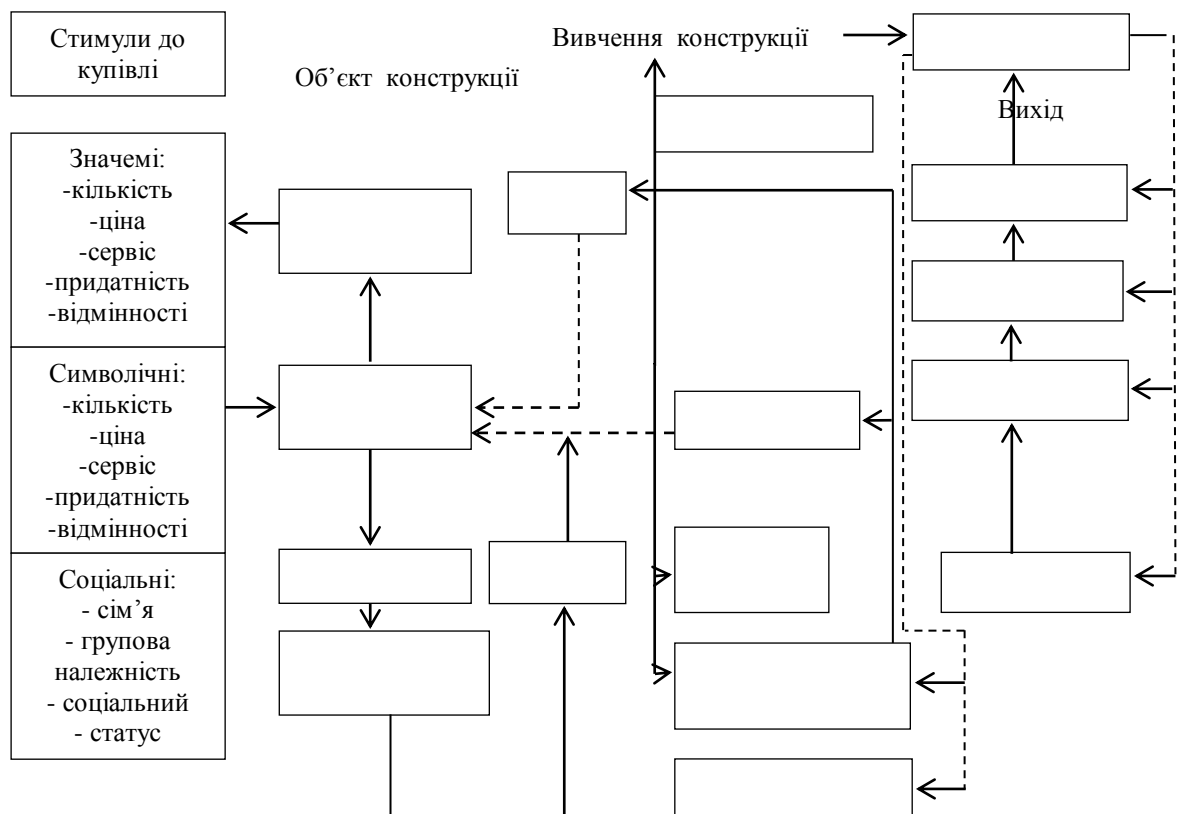 Стимули до
купівлі
Об’єкт конструкції
Вивчення конструкції
Вихід
Значемі:
-кількість
-ціна
-сервіс
-придатність
-відмінності
Символічні:
-кількість
-ціна
-сервіс
-придатність
-відмінності
Соціальні:
- сім’я
- групова
належність
- соціальний
- статус